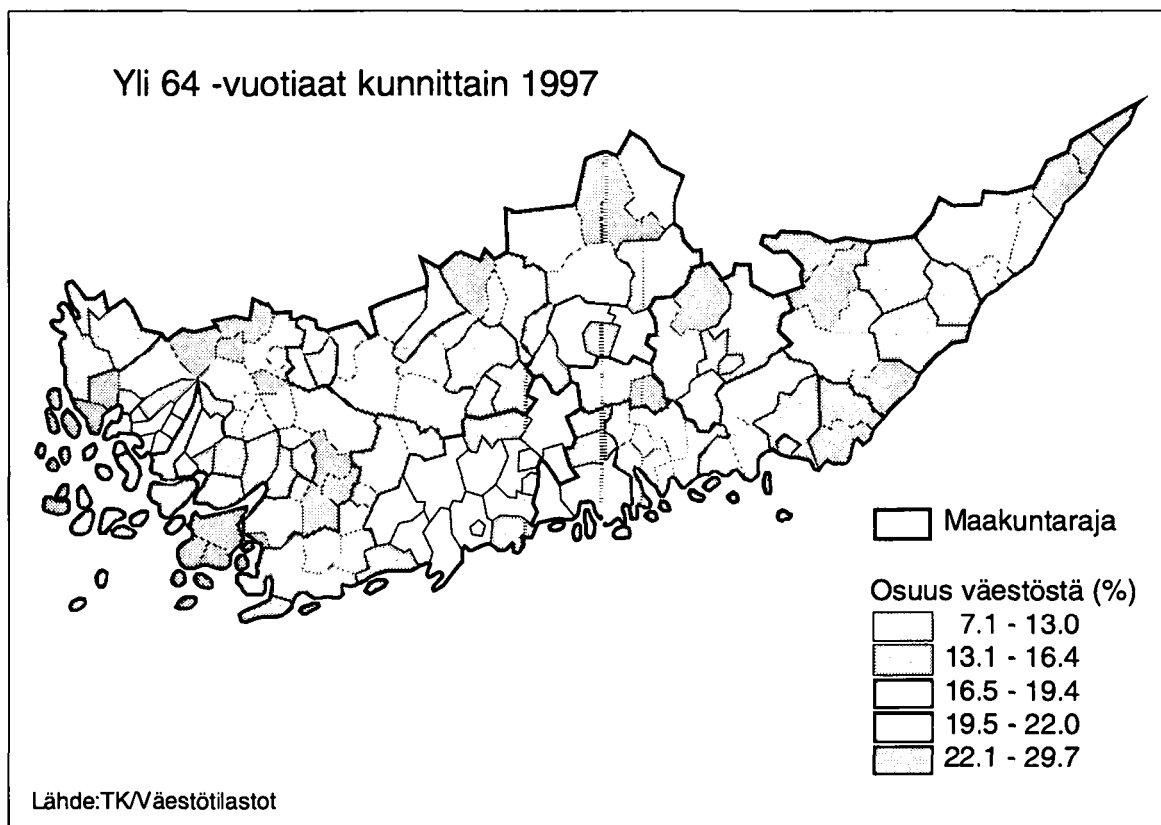 Yli 64 -vuotiaat kunnittain 1997
Maakuntaraja
Osuus väestöstä (%)
7.1 - 13.0
13.1 - 16.4
16.5 - 19.4
19.5 - 22.0
22.1 - 29.7
Lähde:TK/Väestötilastot